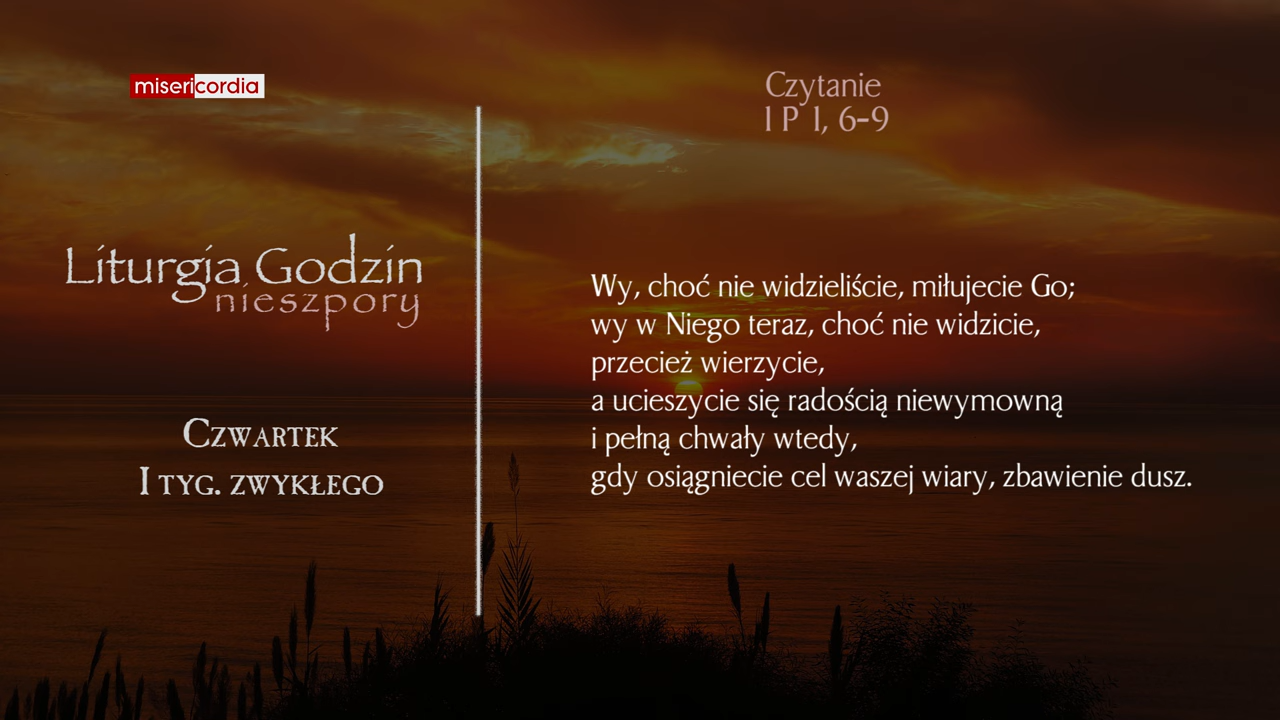 misericordia
Liturgia Godzin
nieszpory
Czwartek
I tyg. zwykłego
Czytanie
1 P 1, 6-9
Wy, choć nie widzieliście, miłujecie Go;
wy w Niego teraz, choć nie widzicie,
przecież wierzycie,
a ucieszycie się radością niewymowną
i pełną chwały wtedy,
gdy osiągniecie cel waszej wiary, zbawienie dusz.